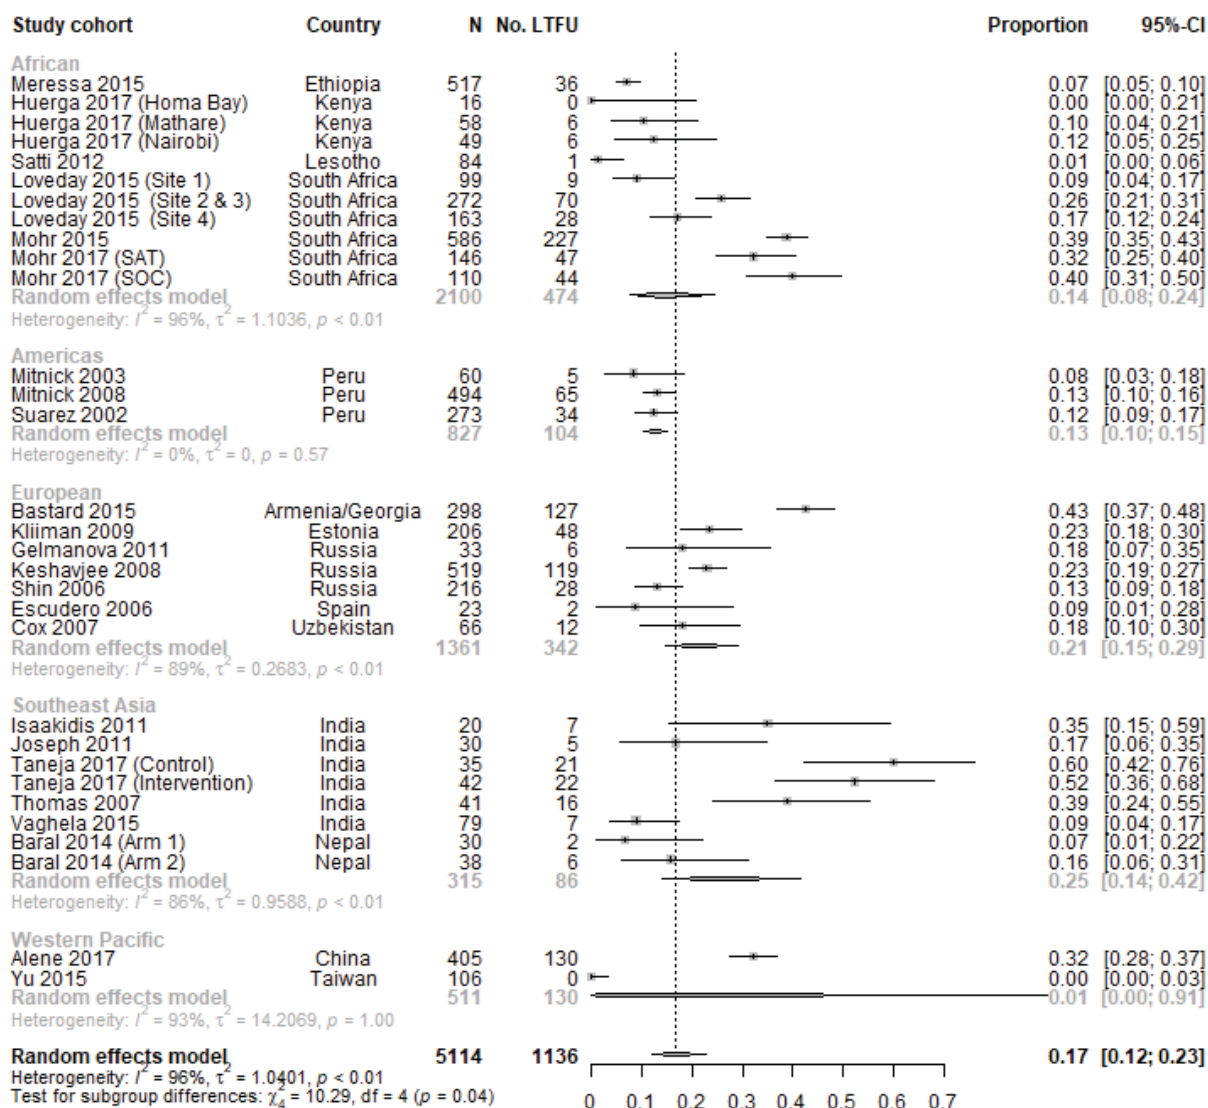 Study cohort Country N No. LTFU Proportion 95%-CI
African
Meressa 2015 Ethiopia 517 36 0.07 [0.05; 0.10]
Huerga 2017 (Homa Bay) Kenya 16 0 0.00 [0.00; 0.21]
Huerga 2017 (Mathare) Kenya 58 6 0.10 [0.04; 0.21]
Huerga 2017 (Nairobi) Kenya 49 6 0.12 [0.05; 0.25]
Satti 2012 Lesotho 84 1 0.01 [0.00; 0.06]
Loveday 2015 (Site 1) South Africa 99 9 0.09 [0.04; 0.17]
Loveday 2015 (Site 2 & 3) South Africa 272 70 0.26 [0.21; 0.31]
Loveday 2015 (Site 4) South Africa 163 28 0.17 [0.12; 0.24]
Mohr 2015 South Africa 586 227 0.39 [0.35; 0.43]
Mohr 2017 (SAT) South Africa 146 47 0.32 [0.25; 0.40]
Mohr 2017 (SOC) South Africa 110 44 0.40 [0.31; 0.50]
Random effects model 2100 474 0.14 [0.08; 0.24]
Heterogeneity: I² = 96%, τ² = 1.1036, p < 0.01
Americas
Mitnick 2003 Peru 60 5 0.08 [0.03; 0.18]
Mitnick 2008 Peru 494 65 0.13 [0.10; 0.16]
Suarez 2002 Peru 273 34 0.12 [0.09; 0.17]
Random effects model 827 104 0.13 [0.10; 0.15]
Heterogeneity: I² = 0%, τ² = 0, p = 0.57
European
Bastard 2015 Armenia/Georgia 298 127 0.43 [0.37; 0.48]
Kliiman 2009 Estonia 206 48 0.23 [0.18; 0.30]
Gelmanova 2011 Russia 33 6 0.18 [0.07; 0.35]
Keshavjee 2008 Russia 519 119 0.23 [0.19; 0.27]
Shin 2006 Russia 216 28 0.13 [0.09; 0.18]
Escudero 2006 Spain 23 2 0.09 [0.01; 0.28]
Cox 2007 Uzbekistan 66 12 0.18 [0.10; 0.30]
Random effects model 1361 342 0.21 [0.15; 0.29]
Heterogeneity: I² = 89%, τ² = 0.2683, p < 0.01
Southeast Asia
Isaakidis 2011 India 20 7 0.35 [0.15; 0.59]
Joseph 2011 India 30 5 0.17 [0.06; 0.35]
Taneja 2017 (Control) India 35 21 0.60 [0.42; 0.76]
Taneja 2017 (Intervention) India 42 22 0.52 [0.36; 0.68]
Thomas 2007 India 41 16 0.39 [0.24; 0.55]
Vaghela 2015 India 79 7 0.09 [0.04; 0.17]
Baral 2014 (Arm 1) Nepal 30 2 0.07 [0.01; 0.22]
Baral 2014 (Arm 2) Nepal 38 6 0.16 [0.06; 0.31]
Random effects model 315 86 0.25 [0.14; 0.42]
Heterogeneity: I² = 86%, τ² = 0.9588, p < 0.01
Western Pacific
Alene 2017 China 405 130 0.32 [0.28; 0.37]
Yu 2015 Taiwan 106 0 0.00 [0.00; 0.03]
Random effects model 511 130 0.01 [0.00; 0.91]
Heterogeneity: I² = 93%, τ² = 14.2069, p = 1.00
Random effects model 5114 1136 0.17 [0.12; 0.23]
Heterogeneity: I² = 96%, τ² = 1.0401, p < 0.01
Test for subgroup differences: χ²₄ = 10.29, df = 4 (p = 0.04)
0 0.1 0.2 0.3 0.4 0.5 0.6 0.7